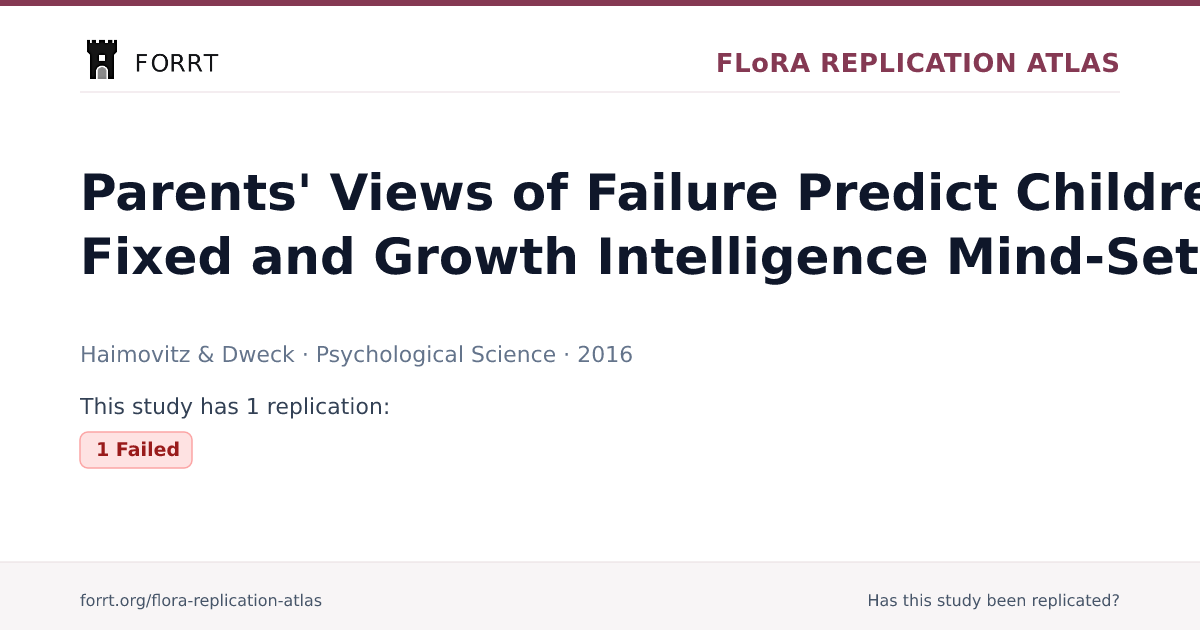 FORRT
FLoRA REPLICATION ATLAS
Parents' Views of Failure Predict Childre
Fixed and Growth Intelligence Mind-Set
Haimovitz & Dweck · Psychological Science · 2016
This study has 1 replication:
1 Failed
forrt.org/flora-replication-atlas
Has this study been replicated?